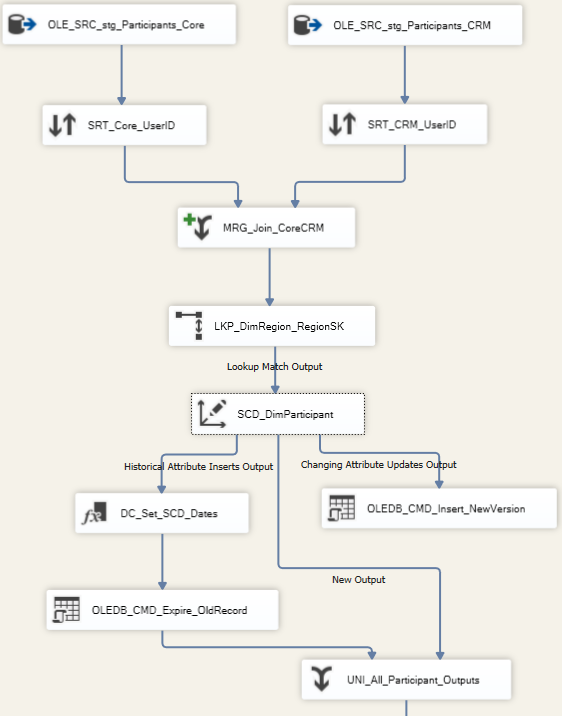 OLE_SRC_stg_Participants_Core
OLE_SRC_stg_Participants_CRM
SRT_Core_UserID
SRT_CRM_UserID
MRG_Join_CoreCRM
LKP_DimRegion_RegionSK
Lookup Match Output
SCD_DimParticipant
Historical Attribute Inserts Output
Changing Attribute Updates Output
DC_Set_SCD_Dates
OLEDB_CMD_Insert_NewVersion
New Output
OLEDB_CMD_Expire_OldRecord
UNI_All_Participant_Outputs